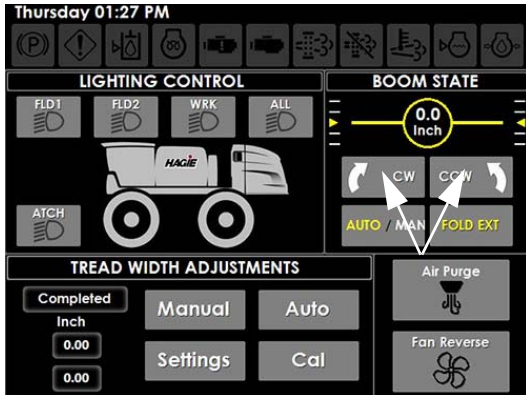 Thursday 01:27 PM
(P)
LIGHTING CONTROL
BOOM STATE
FLD1 FLD2 WRK ALL
0.0
Inch
HAGIE
CW CCW
ATCH
AUTO / MAN FOLD EXT
TREAD WIDTH ADJUSTMENTS
Completed
Inch
0.00
0.00
Manual Auto
Settings Cal
Air Purge
Fan Reverse